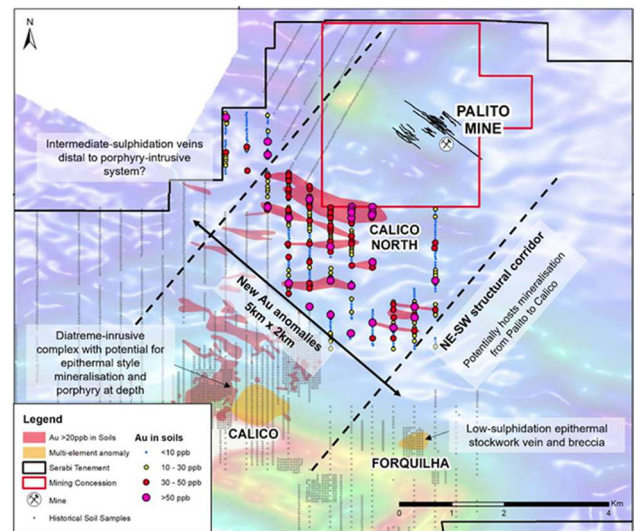 N
PALITO
MINE
Intermediate-sulphidation veins
distal to porphyry-intrusive
system?
CALICO
NORTH
New Au anomalies
5km x 2km
NE-SW structural corridor
Potentially hosts mineralisation
from Palito to Calico
Diatreme-inrusive
complex with potential for
epithermal style
mineralisation and
porphyry at depth
CALICO
Low-sulphidation epithermal
stockwork vein and breccia
FORQUILHA
Legend
Au >20ppb in Soils
Multi-element anomaly
Serabi Tenement
Mining Concession
Mine
Historical Soil Samples
Au in soils
<10 ppb
10 - 30 ppb
30 - 50 ppb
>50 ppb
0 4
Km